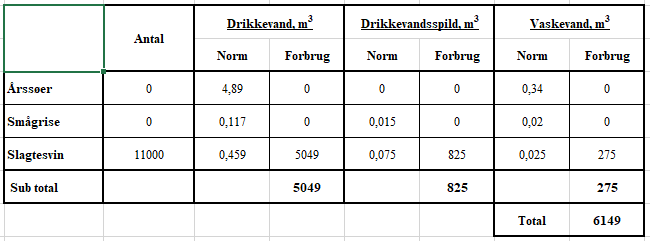 Antal Drikkevand, m³ Drikkevandsspild, m³ Vaskevand, m³
Norm Forbrug Norm Forbrug Norm Forbrug
Årssøer 0 4,89 0 0 0 0,34 0
Smågrise 0 0,117 0 0,015 0 0,02 0
Slagtesvin 11000 0,459 5049 0,075 825 0,025 275
Sub total 5049 825 275
Total 6149